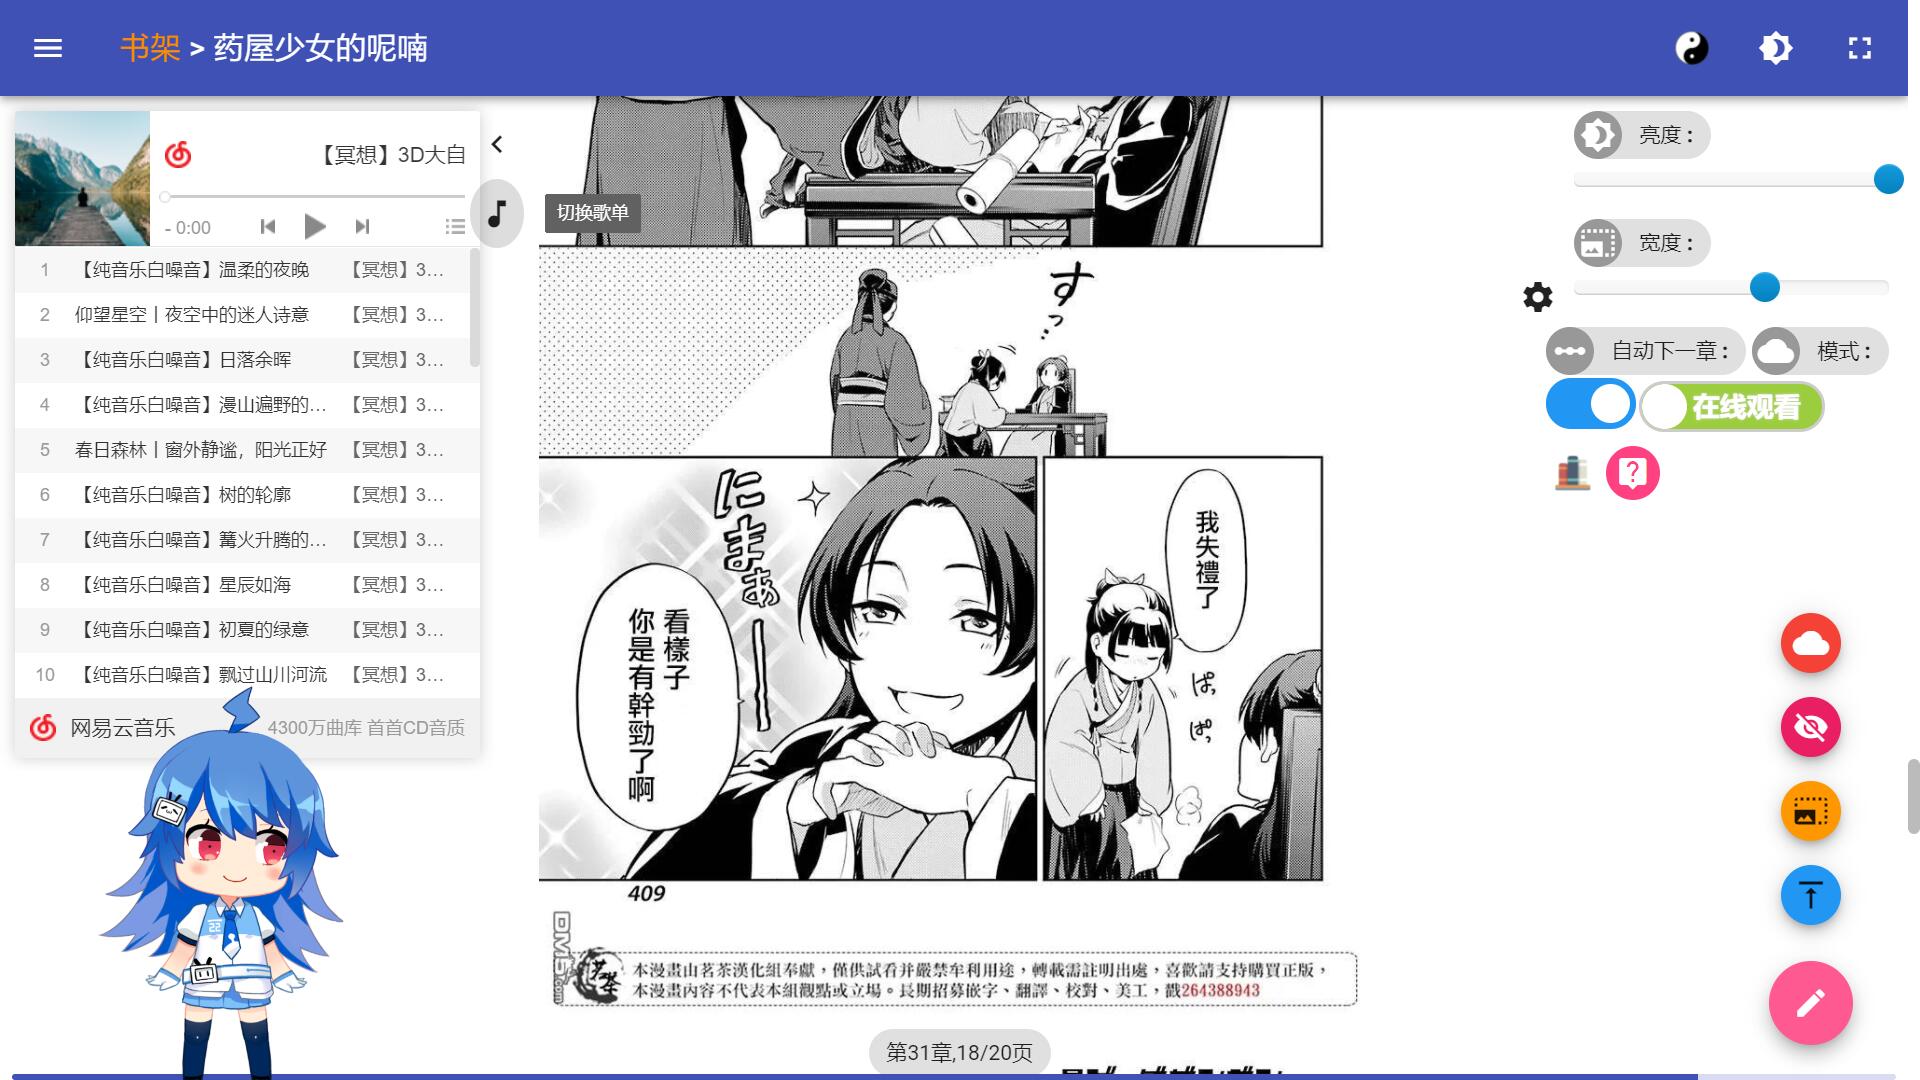 书架 > 药屋少女的呢喃
【冥想】3D大自
- 0:00
切换歌单
1 【纯音乐白噪音】温柔的夜晚 【冥想】3…
2 仰望星空丨夜空中的迷人诗意 【冥想】3…
3 【纯音乐白噪音】日落余晖 【冥想】3…
4 【纯音乐白噪音】漫山遍野的… 【冥想】3…
5 春日森林丨窗外静谧，阳光正好 【冥想】3…
6 【纯音乐白噪音】树的轮廓 【冥想】3…
7 【纯音乐白噪音】篝火升腾的… 【冥想】3…
8 【纯音乐白噪音】星辰如海 【冥想】3…
9 【纯音乐白噪音】初夏的绿意 【冥想】3…
10 【纯音乐白噪音】飘过山川河流 【冥想】3…
网易云音乐 4300万曲库 首首CD音质
22
すっ…
我失禮了
ぱっ
ぱっ
にまぁー
看樣子
你是有幹勁了啊
409
DM5.com
茗茶
本漫畫由茗茶漢化組奉獻，僅供試看并嚴禁牟利用途，轉載需註明出處，喜歡請支持購買正版，
本漫畫內容不代表本組觀點或立場。長期招募嵌字、翻譯、校對、美工，戳264388943
第31章,18/20页
亮度 :
宽度 :
自动下一章 :
模式 :
在线观看